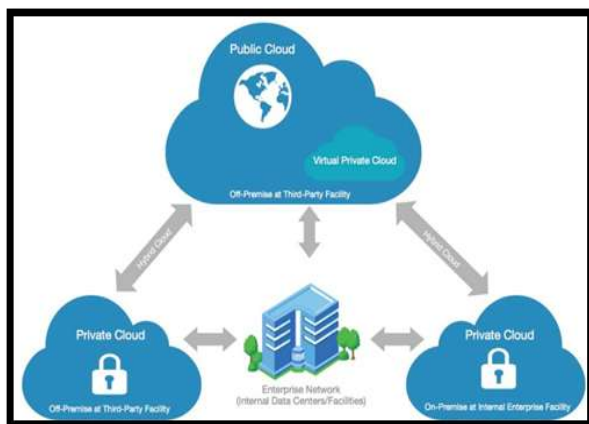 Public Cloud
Virtual Private Cloud
Off-Premise at Third-Party Facility
Hybrid Cloud
Hybrid Cloud
Private Cloud
Off-Premise at Third-Party Facility
Enterprise Network
(Internal Data Centers/Facilities)
Private Cloud
On-Premise at Internal Enterprise Facility